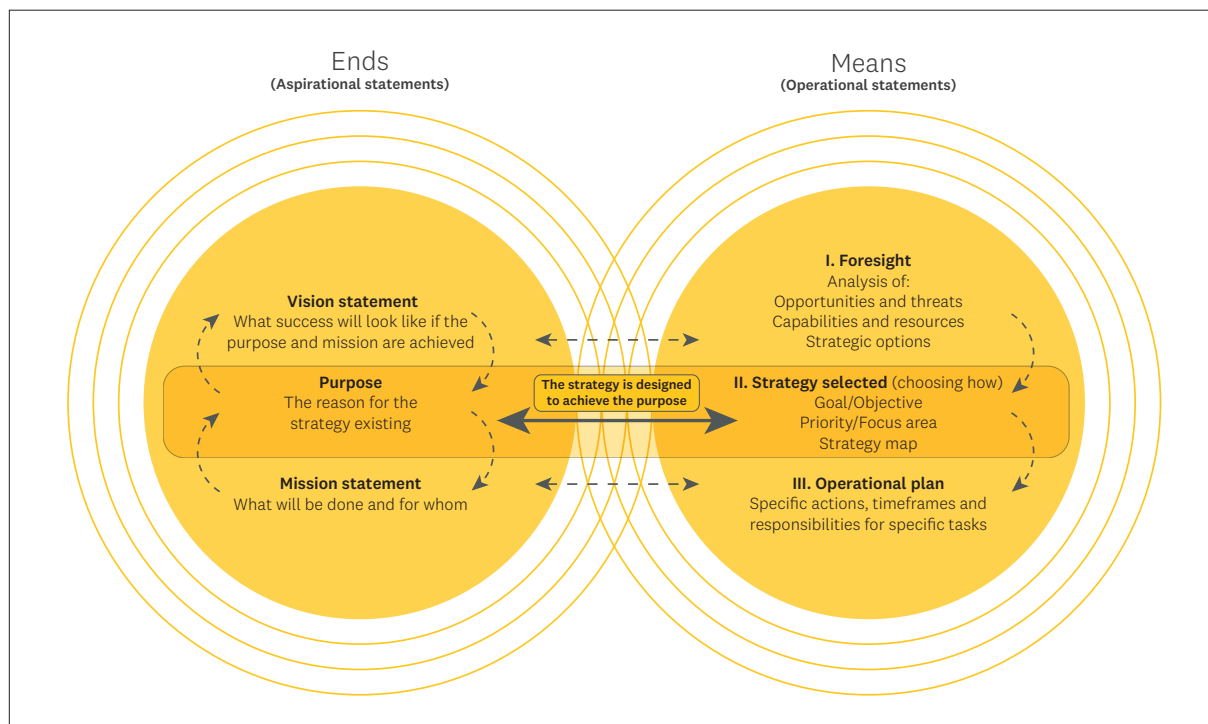 Ends
(Aspirational statements)
Means
(Operational statements)
Vision statement
What success will look like if the
purpose and mission are achieved
Purpose
The reason for the
strategy existing
Mission statement
What will be done and for whom
The strategy is designed
to achieve the purpose
I. Foresight
Analysis of:
Opportunities and threats
Capabilities and resources
Strategic options
II. Strategy selected (choosing how)
Goal/Objective
Priority/Focus area
Strategy map
III. Operational plan
Specific actions, timeframes and
responsibilities for specific tasks